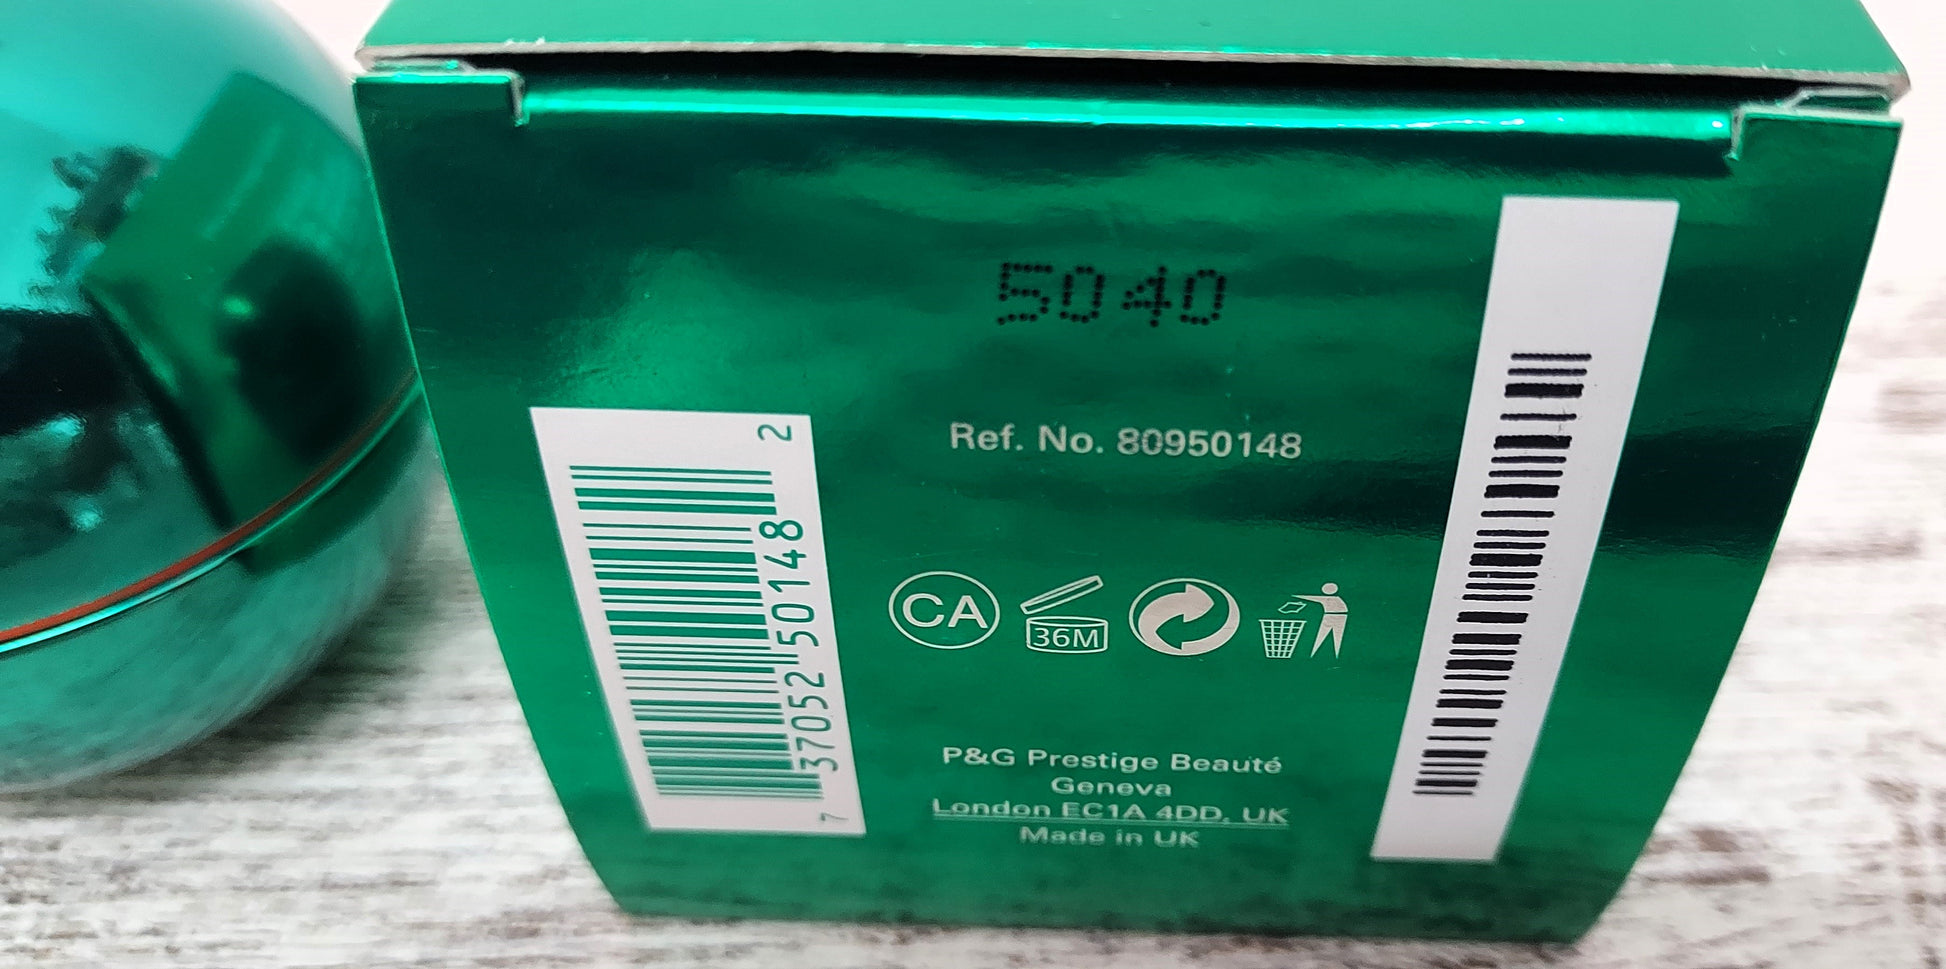 5040
Ref. No. 80950148
7 37052 50148 2
CA
36M
P&G Prestige Beauté
Geneva
London EC1A 4DD, UK
Made in UK